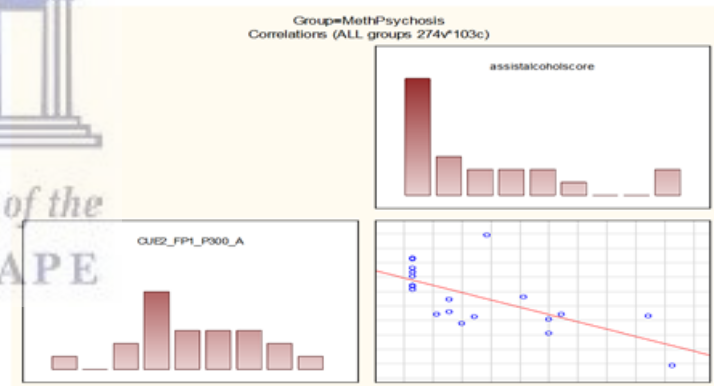 Group=MethPsychosis
Correlations (ALL groups 274v*103c)
assistalcoholscore
of the
CUE2_FP1_P300_A
APE